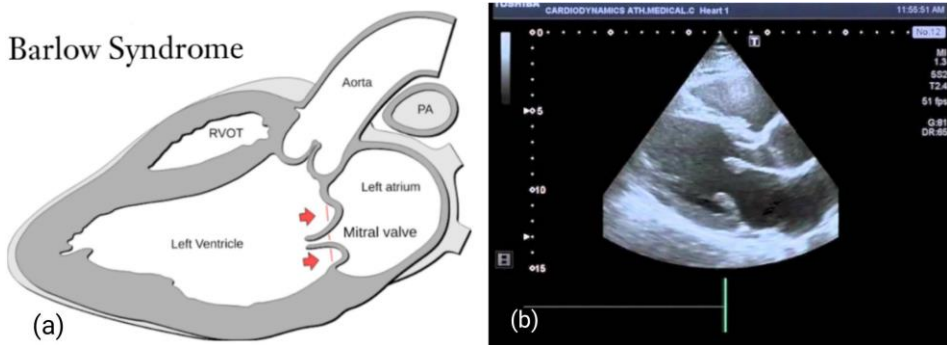 Barlow Syndrome
Aorta
PA
RVOT
Left atrium
Left Ventricle
Mitral valve
(a)
TOSHIBA
CARDIODYNAMICS ATH.MEDICAL.C Heart 1
11:55:51 AM
0
T
No.12
MI
1.3
SS2
T2.4
51 fps
G:81
DR:65
5
10
15
(b)